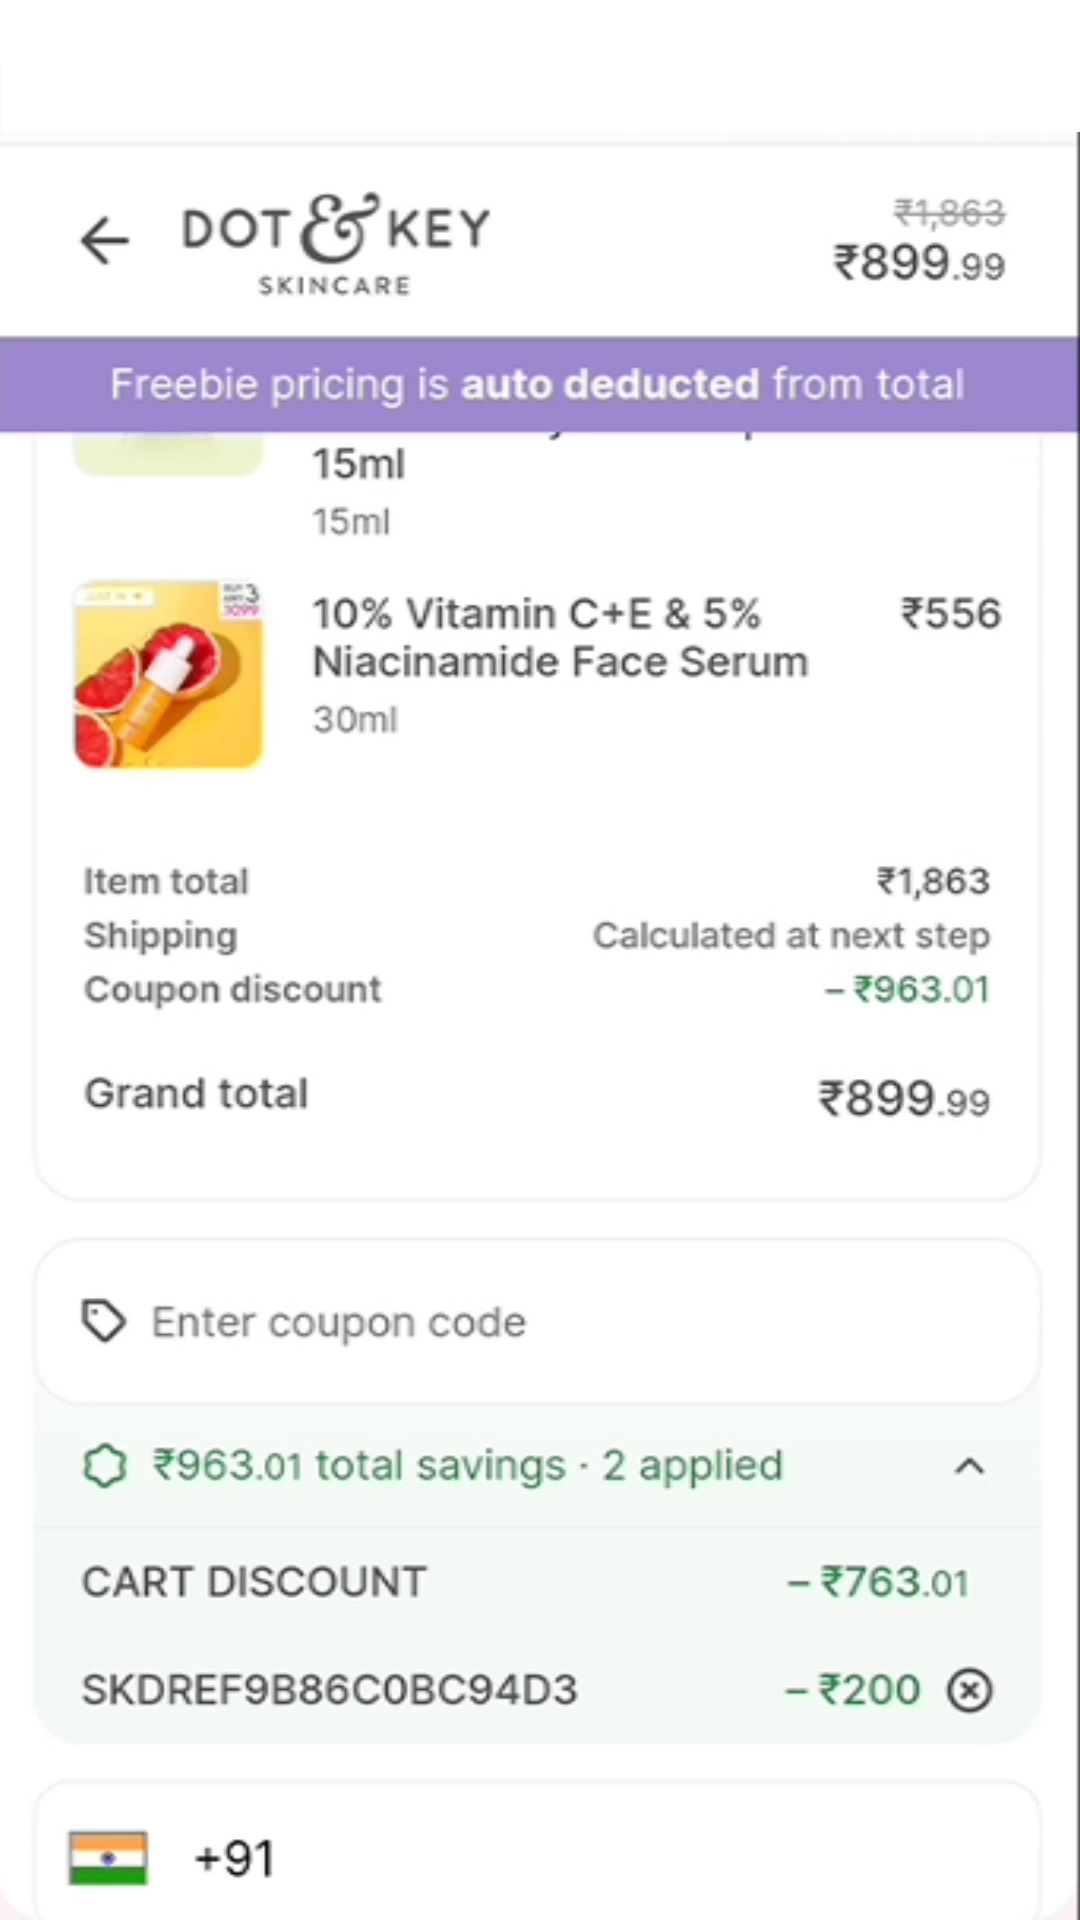 DOT & KEY
SKINCARE
₹1,863
₹899.99
Freebie pricing is auto deducted from total
15ml
15ml
10% Vitamin C+E & 5%
Niacinamide Face Serum
₹556
30ml
Item total ₹1,863
Shipping Calculated at next step
Coupon discount – ₹963.01
Grand total ₹899.99
Enter coupon code
₹963.01 total savings · 2 applied
CART DISCOUNT – ₹763.01
SKDREF9B86C0BC94D3 – ₹200
+91